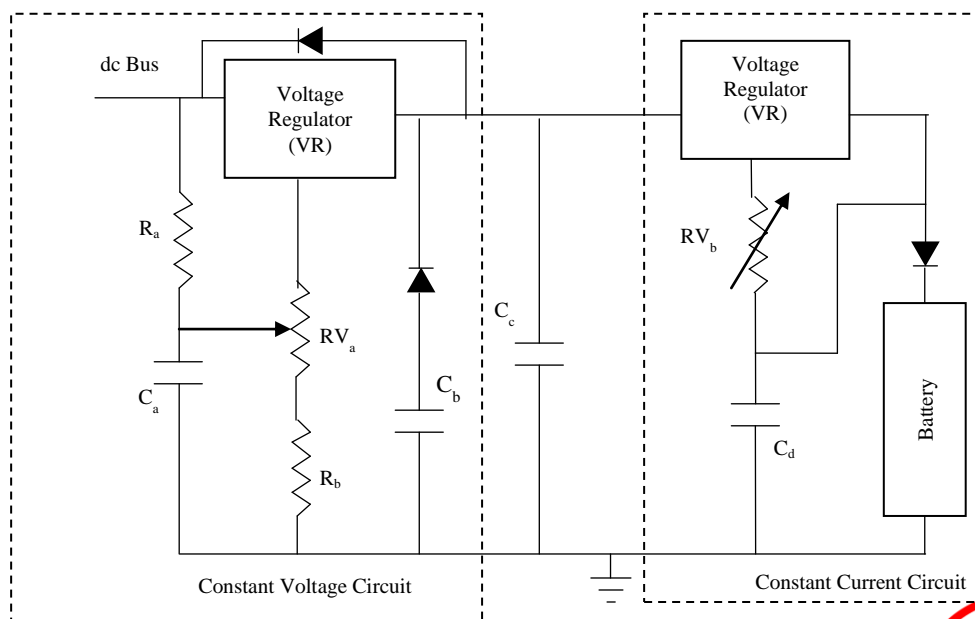 dc Bus
Voltage
Regulator
(VR)
Voltage
Regulator
(VR)
Ra
RVb
RVa
Cc
Ca
Cb
Cd
Battery
Rb
Constant Voltage Circuit
Constant Current Circuit